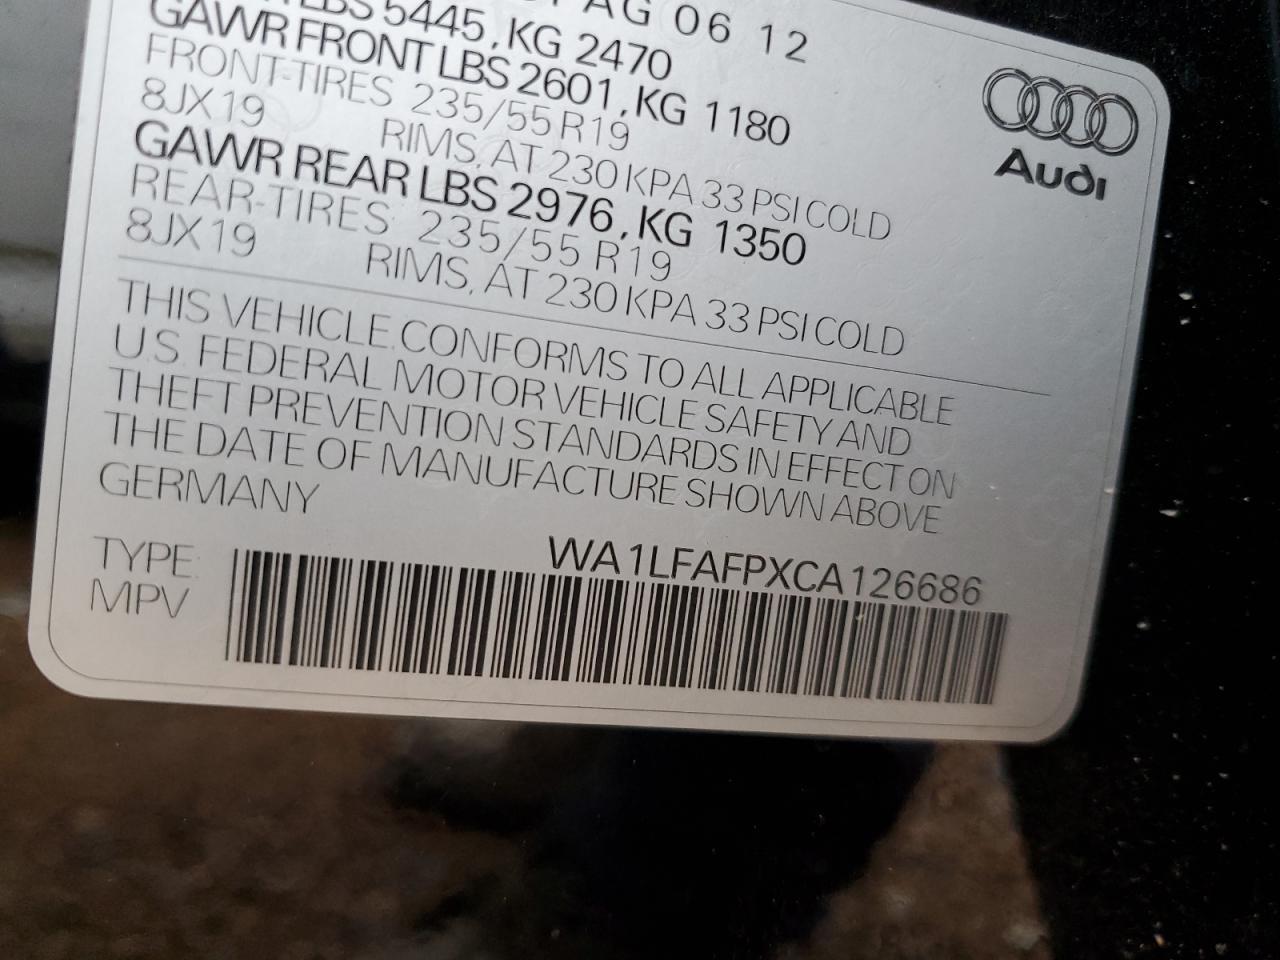 AG 06 12
LBS 5445, KG 2470
GAWR FRONT LBS 2601, KG 1180
FRONT-TIRES 235/55 R19
8JX19 RIMS, AT 230 KPA 33 PSI COLD
GAWR REAR LBS 2976, KG 1350
REAR-TIRES: 235/55 R19
8JX19 RIMS, AT 230 KPA 33 PSI COLD
Audi
THIS VEHICLE CONFORMS TO ALL APPLICABLE
U.S. FEDERAL MOTOR VEHICLE SAFETY AND
THEFT PREVENTION STANDARDS IN EFFECT ON
THE DATE OF MANUFACTURE SHOWN ABOVE
GERMANY
WA1LFAFPXCA126686
TYPE:
MPV